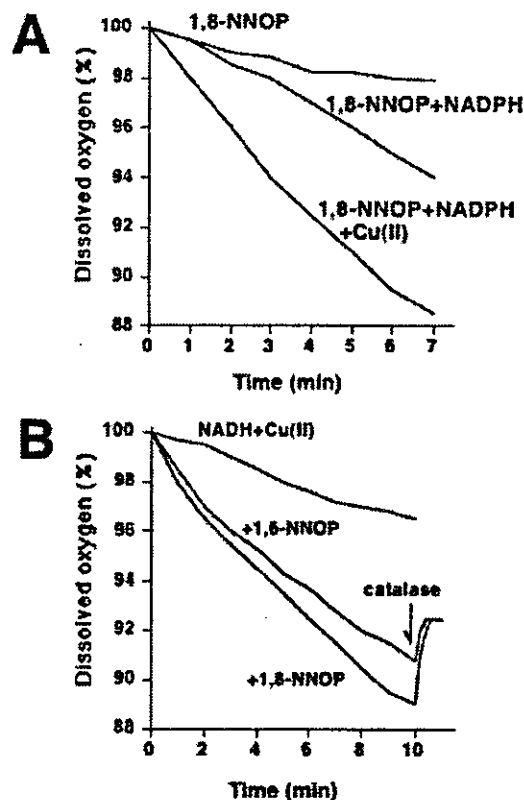 A
Dissolved oxygen (%)
100
98
96
94
92
90
88
1,8-NNOP
1,8-NNOP+NADPH
1,8-NNOP+NADPH
+Cu(II)
0 1 2 3 4 5 6 7
Time (min)
B
Dissolved oxygen (%)
100
98
96
94
92
90
88
NADH+Cu(II)
+1,6-NNOP
catalase
+1,8-NNOP
0 2 4 6 8 10
Time (min)